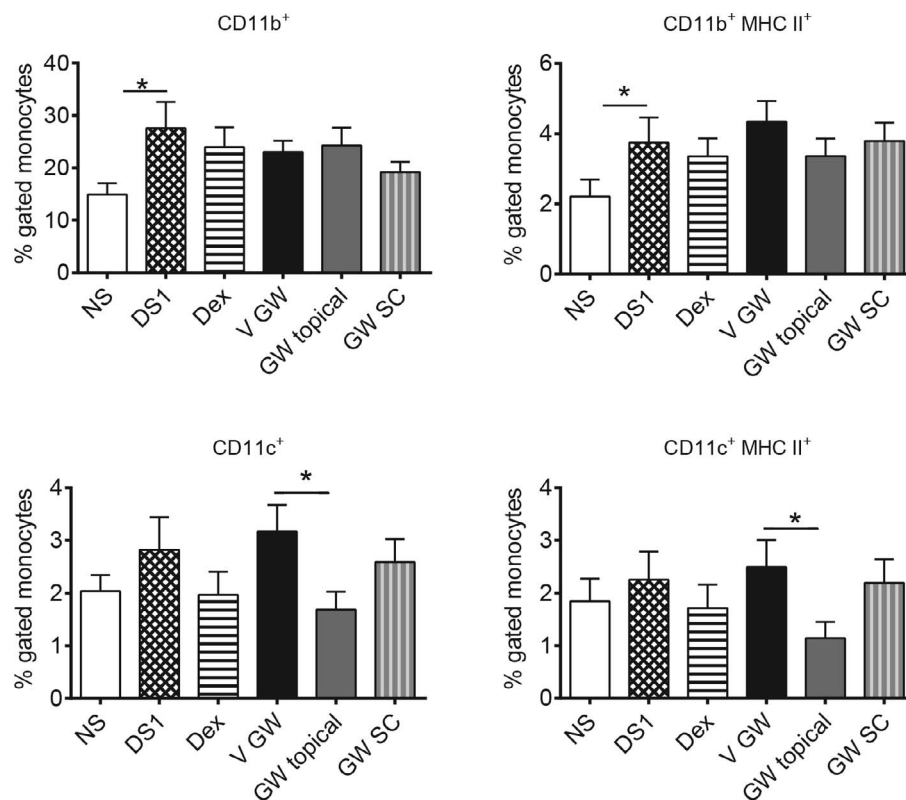 CD11b⁺
% gated monocytes
40
30
20
10
0
*
NS
DS1
Dex
V GW
GW topical
GW SC
CD11b⁺ MHC II⁺
% gated monocytes
6
4
2
0
*
NS
DS1
Dex
V GW
GW topical
GW SC
CD11c⁺
% gated monocytes
4
3
2
1
0
*
NS
DS1
Dex
V GW
GW topical
GW SC
CD11c⁺ MHC II⁺
% gated monocytes
4
3
2
1
0
*
NS
DS1
Dex
V GW
GW topical
GW SC